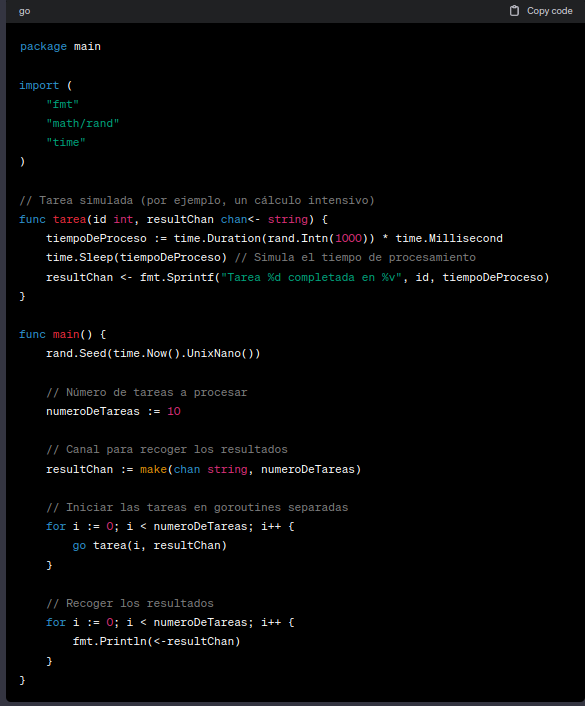 go
Copy code
package main
import (
"fmt"
"math/rand"
"time"
)
// Tarea simulada (por ejemplo, un cálculo intensivo)
func tarea(id int, resultChan chan<- string) {
tiempoDeProceso := time.Duration(rand.Intn(1000)) * time.Millisecond
time.Sleep(tiempoDeProceso) // Simula el tiempo de procesamiento
resultChan <- fmt.Sprintf("Tarea %d completada en %v", id, tiempoDeProceso)
}
func main() {
rand.Seed(time.Now().UnixNano())
// Número de tareas a procesar
numeroDeTareas := 10
// Canal para recoger los resultados
resultChan := make(chan string, numeroDeTareas)
// Iniciar las tareas en goroutines separadas
for i := 0; i < numeroDeTareas; i++ {
go tarea(i, resultChan)
}
// Recoger los resultados
for i := 0; i < numeroDeTareas; i++ {
fmt.Println(<-resultChan)
}
}